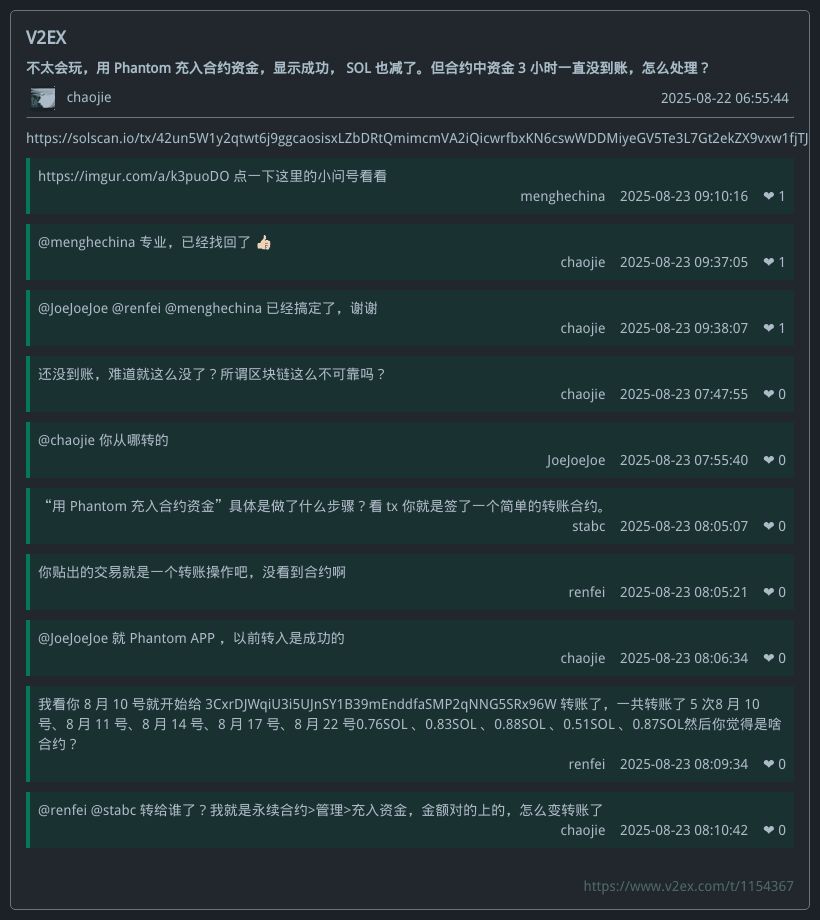 V2EX
不太会玩，用 Phantom 充入合约资金，显示成功， SOL 也减了。但合约中资金 3 小时一直没到账，怎么处理？
chaojie 2025-08-22 06:55:44
https://solscan.io/tx/42un5W1y2qtwt6j9ggcaosisxLZbDRtQmimcmVA2iQicwrfbxKN6cswWDDMiyeGV5Te3L7Gt2ekZX9vxw1fjTJ
https://imgur.com/a/k3puoDO 点一下这里的小问号看看
menghechina 2025-08-23 09:10:16 ❤ 1
@menghechina 专业，已经找回了 👍🏻
chaojie 2025-08-23 09:37:05 ❤ 1
@JoeJoeJoe @renfei @menghechina 已经搞定了，谢谢
chaojie 2025-08-23 09:38:07 ❤ 1
还没到账，难道就这么没了？所谓区块链这么不可靠吗？
chaojie 2025-08-23 07:47:55 ❤ 0
@chaojie 你从哪转的
JoeJoeJoe 2025-08-23 07:55:40 ❤ 0
“用 Phantom 充入合约资金”具体是做了什么步骤？看 tx 你就是签了一个简单的转账合约。
stabc 2025-08-23 08:05:07 ❤ 0
你贴出的交易就是一个转账操作吧，没看到合约啊
renfei 2025-08-23 08:05:21 ❤ 0
@JoeJoeJoe 就 Phantom APP ，以前转入是成功的
chaojie 2025-08-23 08:06:34 ❤ 0
我看你 8 月 10 号就开始给 3CxrDJWqiU3i5UJnSY1B39mEnddfaSMP2qNNG5SRx96W 转账了，一共转账了 5 次8 月 10
号、8 月 11 号、8 月 14 号、8 月 17 号、8 月 22 号0.76SOL 、0.83SOL 、0.88SOL 、0.51SOL 、0.87SOL然后你觉得是啥
合约？
renfei 2025-08-23 08:09:34 ❤ 0
@renfei @stabc 转给谁了？我就是永续合约>管理>充入资金，金额对的上的，怎么变转账了
chaojie 2025-08-23 08:10:42 ❤ 0
https://www.v2ex.com/t/1154367